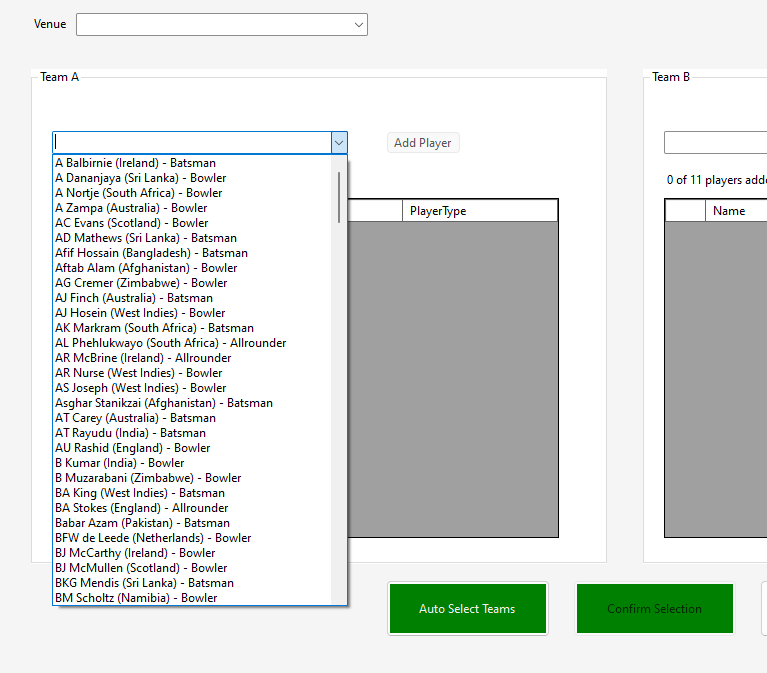 Venue
Team A
Team B
Add Player
A Balbirnie (Ireland) - Batsman
A Dananjaya (Sri Lanka) - Bowler
A Nortje (South Africa) - Bowler
A Zampa (Australia) - Bowler
AC Evans (Scotland) - Bowler
AD Mathews (Sri Lanka) - Batsman
Afif Hossain (Bangladesh) - Batsman
Aftab Alam (Afghanistan) - Bowler
AG Cremer (Zimbabwe) - Bowler
AJ Finch (Australia) - Batsman
AJ Hosein (West Indies) - Bowler
AK Markram (South Africa) - Batsman
AL Phehlukwayo (South Africa) - Allrounder
AR McBrine (Ireland) - Allrounder
AR Nurse (West Indies) - Bowler
AS Joseph (West Indies) - Bowler
Asghar Stanikzai (Afghanistan) - Batsman
AT Carey (Australia) - Batsman
AT Rayudu (India) - Batsman
AU Rashid (England) - Bowler
B Kumar (India) - Bowler
B Muzarabani (Zimbabwe) - Bowler
BA King (West Indies) - Batsman
BA Stokes (England) - Allrounder
Babar Azam (Pakistan) - Batsman
BFW de Leede (Netherlands) - Bowler
BJ McCarthy (Ireland) - Bowler
BJ McMullen (Scotland) - Bowler
BKG Mendis (Sri Lanka) - Batsman
BM Scholtz (Namibia) - Bowler
PlayerType
0 of 11 players adde
Name
Auto Select Teams
Confirm Selection